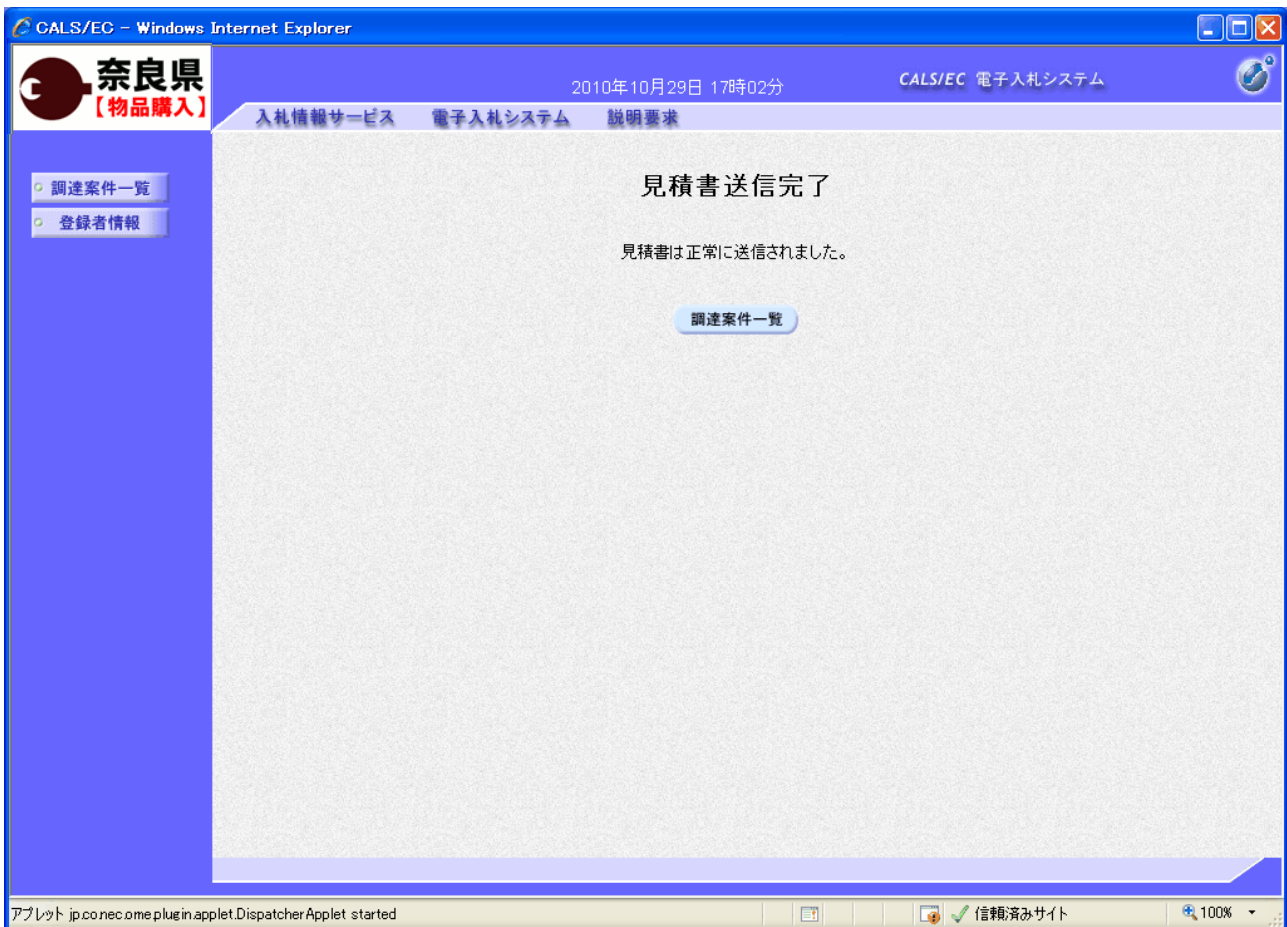 CALS/EC - Windows Internet Explorer
奈良県
【物品購入】
2010年10月29日 17時02分
CALS/EC 電子入札システム
入札情報サービス 電子入札システム 説明要求
調達案件一覧
登録者情報
見積書送信完了
見積書は正常に送信されました。
調達案件一覧
アプレット jp.co.nec.ome.plugin.applet.DispatcherApplet started
信頼済みサイト
100%